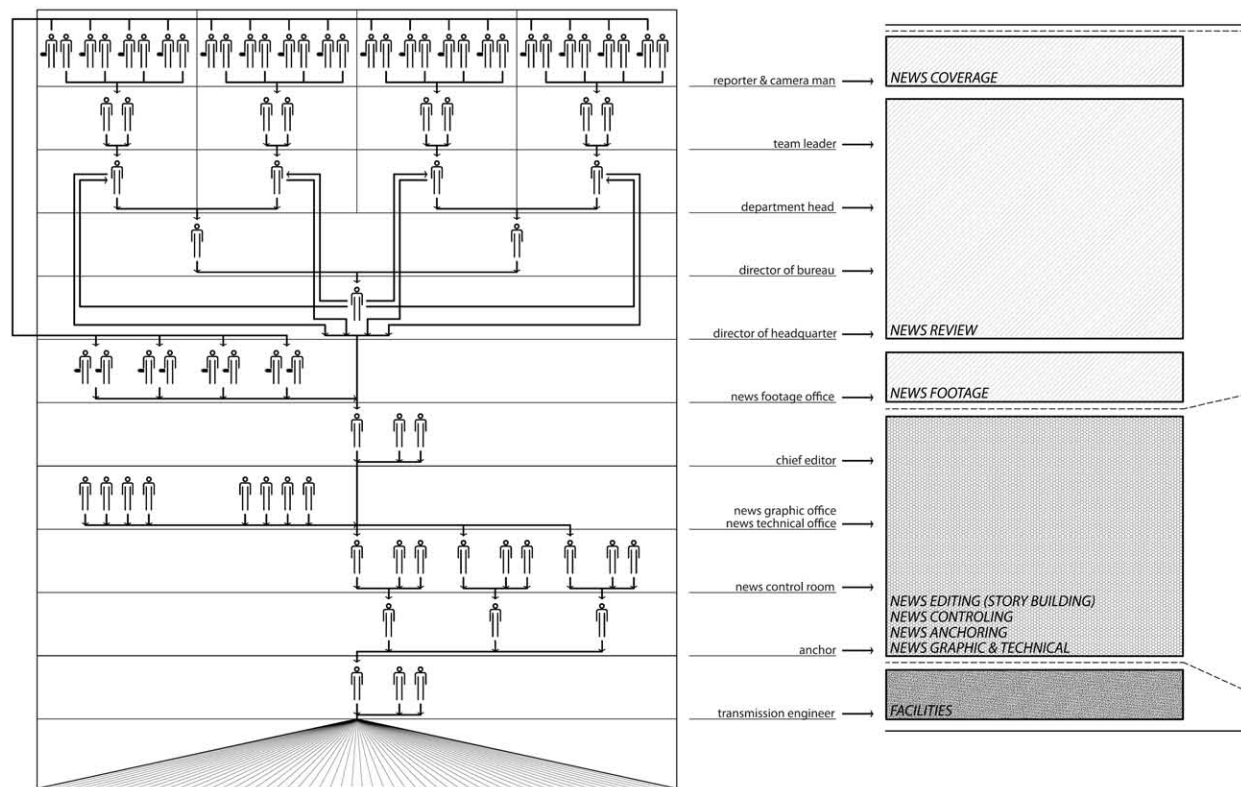 reporter & camera man
team leader
department head
director of bureau
director of headquarter
news footage office
chief editor
news graphic office
news technical office
news control room
anchor
transmission engineer
NEWS COVERAGE
NEWS REVIEW
NEWS FOOTAGE
NEWS EDITING (STORY BUILDING)
NEWS CONTROLING
NEWS ANCHORING
NEWS GRAPHIC & TECHNICAL
FACILITIES